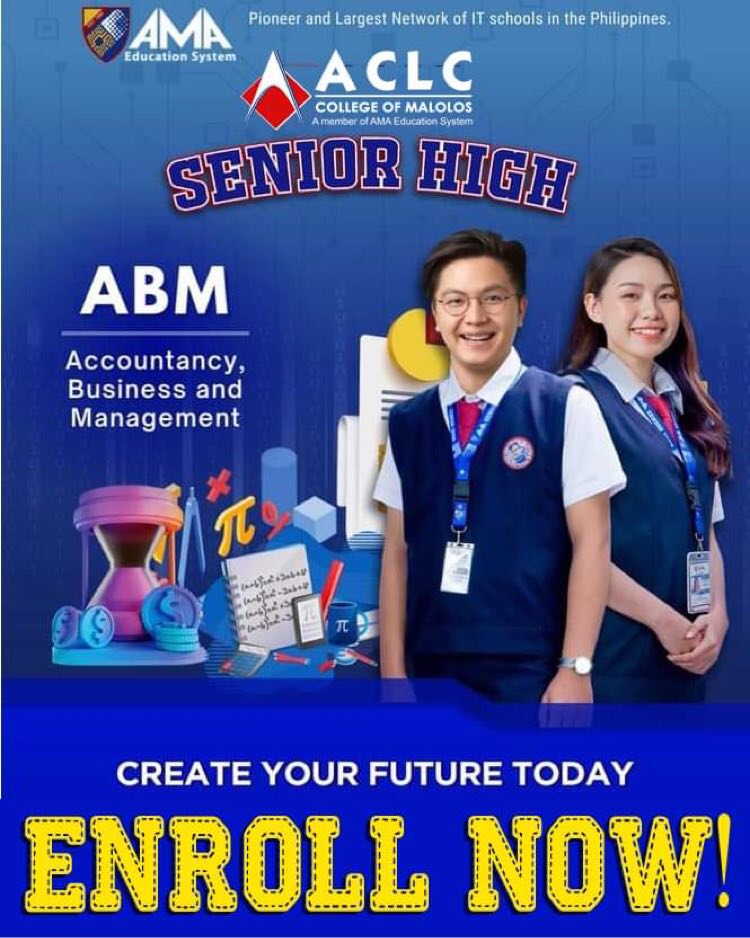 AMA
Education System
Pioneer and Largest Network of IT schools in the Philippines.
ACLC
COLLEGE OF MALOLOS
A member of AMA Education System
SENIOR HIGH
ABM
Accountancy,
Business and
Management
π
π
CREATE YOUR FUTURE TODAY
ENROLL NOW!